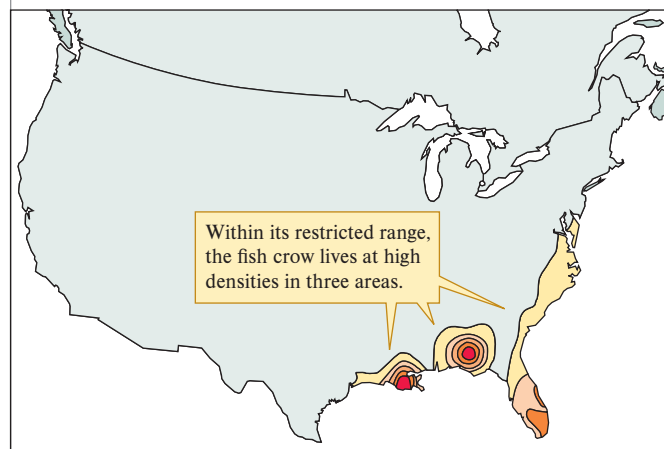 Within its restricted range,
the fish crow lives at high
densities in three areas.